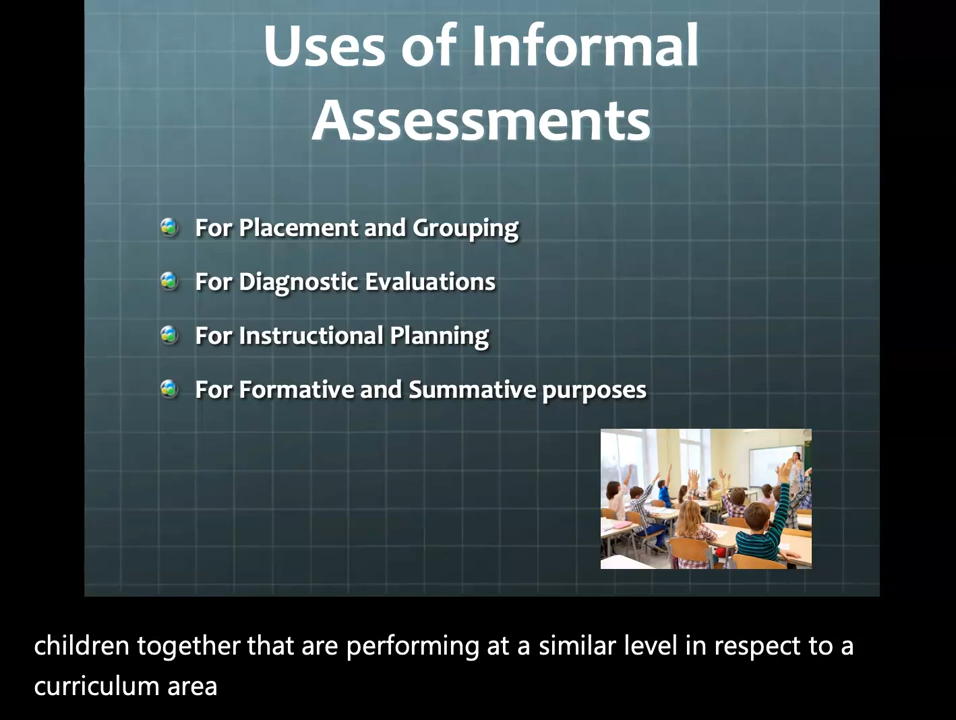 Uses of Informal
Assessments
For Placement and Grouping
For Diagnostic Evaluations
For Instructional Planning
For Formative and Summative purposes
children together that are performing at a similar level in respect to a
curriculum area